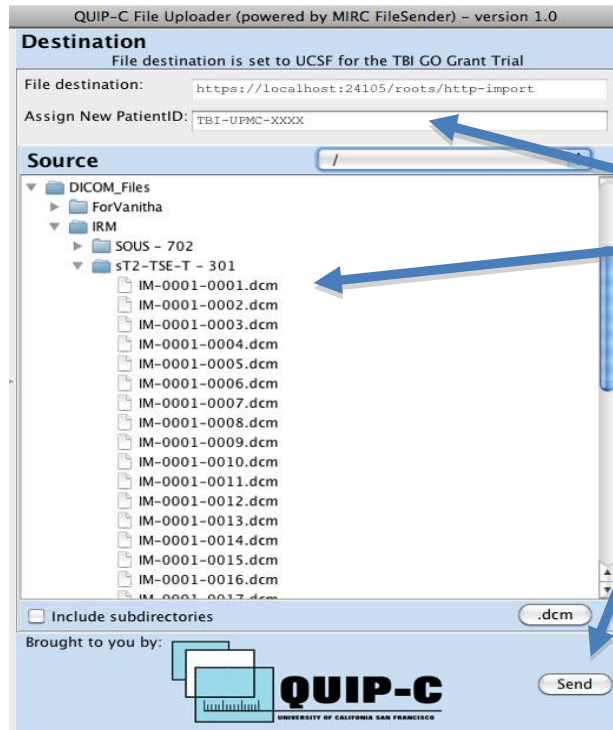 QUIP-C File Uploader (powered by MIRC FileSender) – version 1.0
Destination
File destination is set to UCSF for the TBI GO Grant Trial
File destination: https://localhost:24105/roots/http-import
Assign New PatientID: TBI-UPMC-XXXX
Source /
DICOM_Files
ForVanitha
IRM
SOUS - 702
sT2-TSE-T - 301
IM-0001-0001.dcm
IM-0001-0002.dcm
IM-0001-0003.dcm
IM-0001-0004.dcm
IM-0001-0005.dcm
IM-0001-0006.dcm
IM-0001-0007.dcm
IM-0001-0008.dcm
IM-0001-0009.dcm
IM-0001-0010.dcm
IM-0001-0011.dcm
IM-0001-0012.dcm
IM-0001-0013.dcm
IM-0001-0014.dcm
IM-0001-0015.dcm
IM-0001-0016.dcm
IM-0001-0017.dcm
Include subdirectories .dcm
Brought to you by:
QUIP-C
UNIVERSITY OF CALIFORNIA SAN FRANCISCO
Send